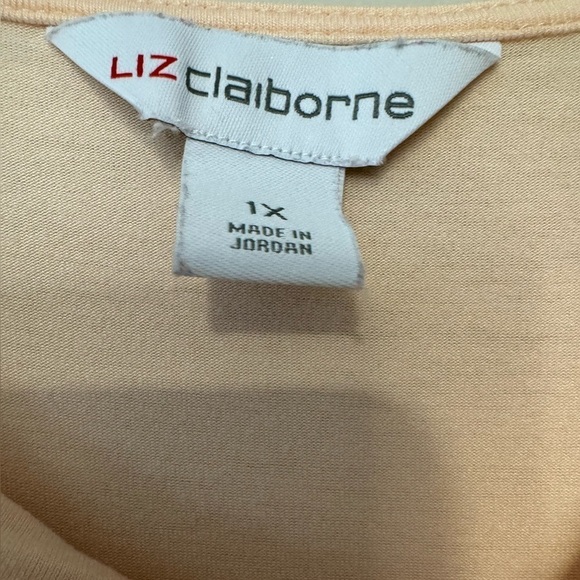 LIZ claiborne
1X
MADE IN
JORDAN